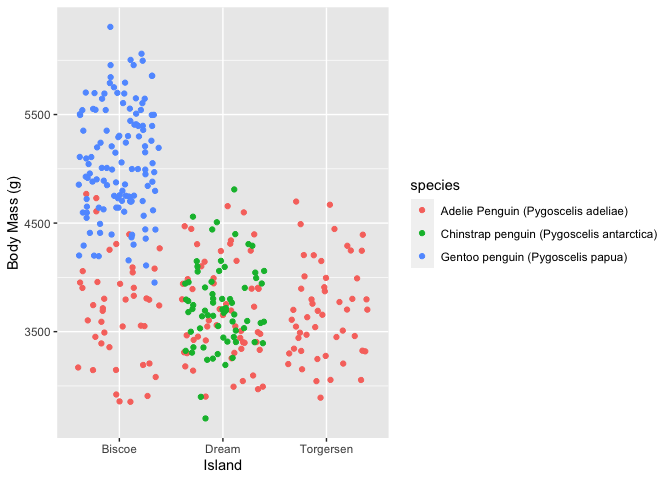 5500
4500
3500
Body Mass (g)
Biscoe
Dream
Torgersen
Island
species
Adelie Penguin (Pygoscelis adeliae)
Chinstrap penguin (Pygoscelis antarctica)
Gentoo penguin (Pygoscelis papua)